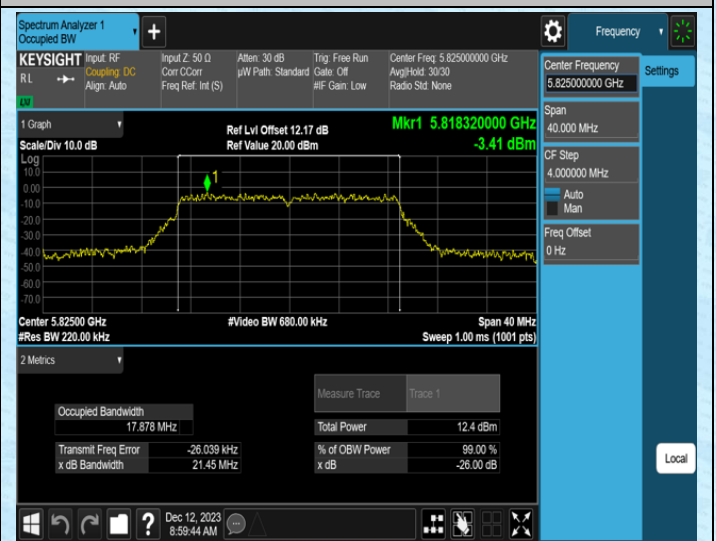 Spectrum Analyzer 1
Occupied BW
Frequency
KEYSIGHT
R L
LXI
Input: RF
Coupling: DC
Align: Auto
Input Z: 50 Ω
Corr CCorr
Freq Ref: Int (S)
Atten: 30 dB
µW Path: Standard
Trig: Free Run
Gate: Off
#IF Gain: Low
Center Freq: 5.825000000 GHz
Avg|Hold: 30/30
Radio Std: None
Center Frequency
5.825000000 GHz
Settings
Span
40.000 MHz
CF Step
4.000000 MHz
Auto
Man
Freq Offset
0 Hz
1 Graph
Scale/Div 10.0 dB
Ref Lvl Offset 12.17 dB
Ref Value 20.00 dBm
Mkr1 5.818320000 GHz
-3.41 dBm
Log
10.0
0.00
-10.0
-20.0
-30.0
-40.0
-50.0
-60.0
-70.0
1
Center 5.82500 GHz
#Res BW 220.00 kHz
#Video BW 680.00 kHz
Span 40 MHz
Sweep 1.00 ms (1001 pts)
2 Metrics
Measure Trace
Trace 1
Occupied Bandwidth
17.878 MHz
Total Power
12.4 dBm
Transmit Freq Error
-26.039 kHz
% of OBW Power
99.00 %
x dB Bandwidth
21.45 MHz
x dB
-26.00 dB
Local
?
Dec 12, 2023
8:59:44 AM